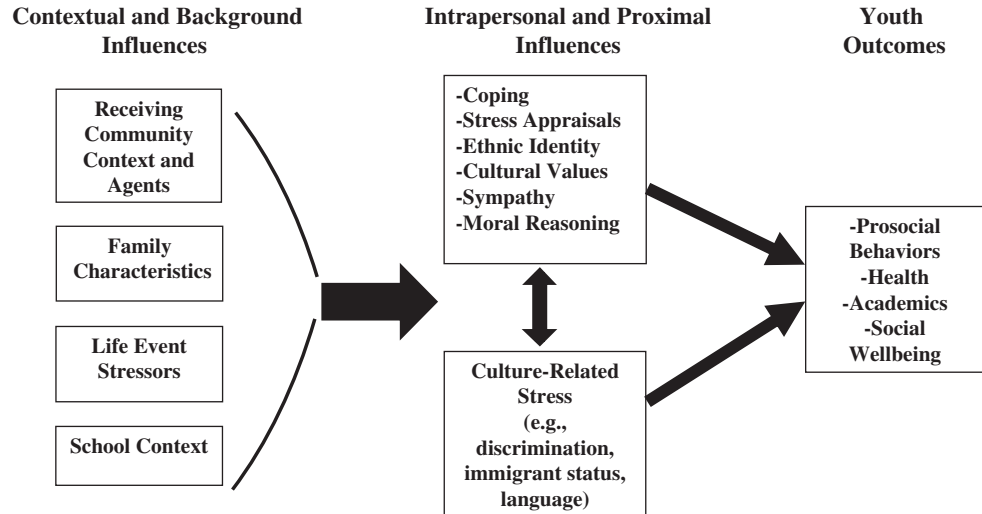 Contextual and Background
Influences
Intrapersonal and Proximal
Influences
Youth
Outcomes
Receiving
Community
Context and
Agents
Family
Characteristics
Life Event
Stressors
School Context
-Coping
-Stress Appraisals
-Ethnic Identity
-Cultural Values
-Sympathy
-Moral Reasoning
Culture-Related
Stress
(e.g.,
discrimination,
immigrant status,
language)
-Prosocial
Behaviors
-Health
-Academics
-Social
Wellbeing